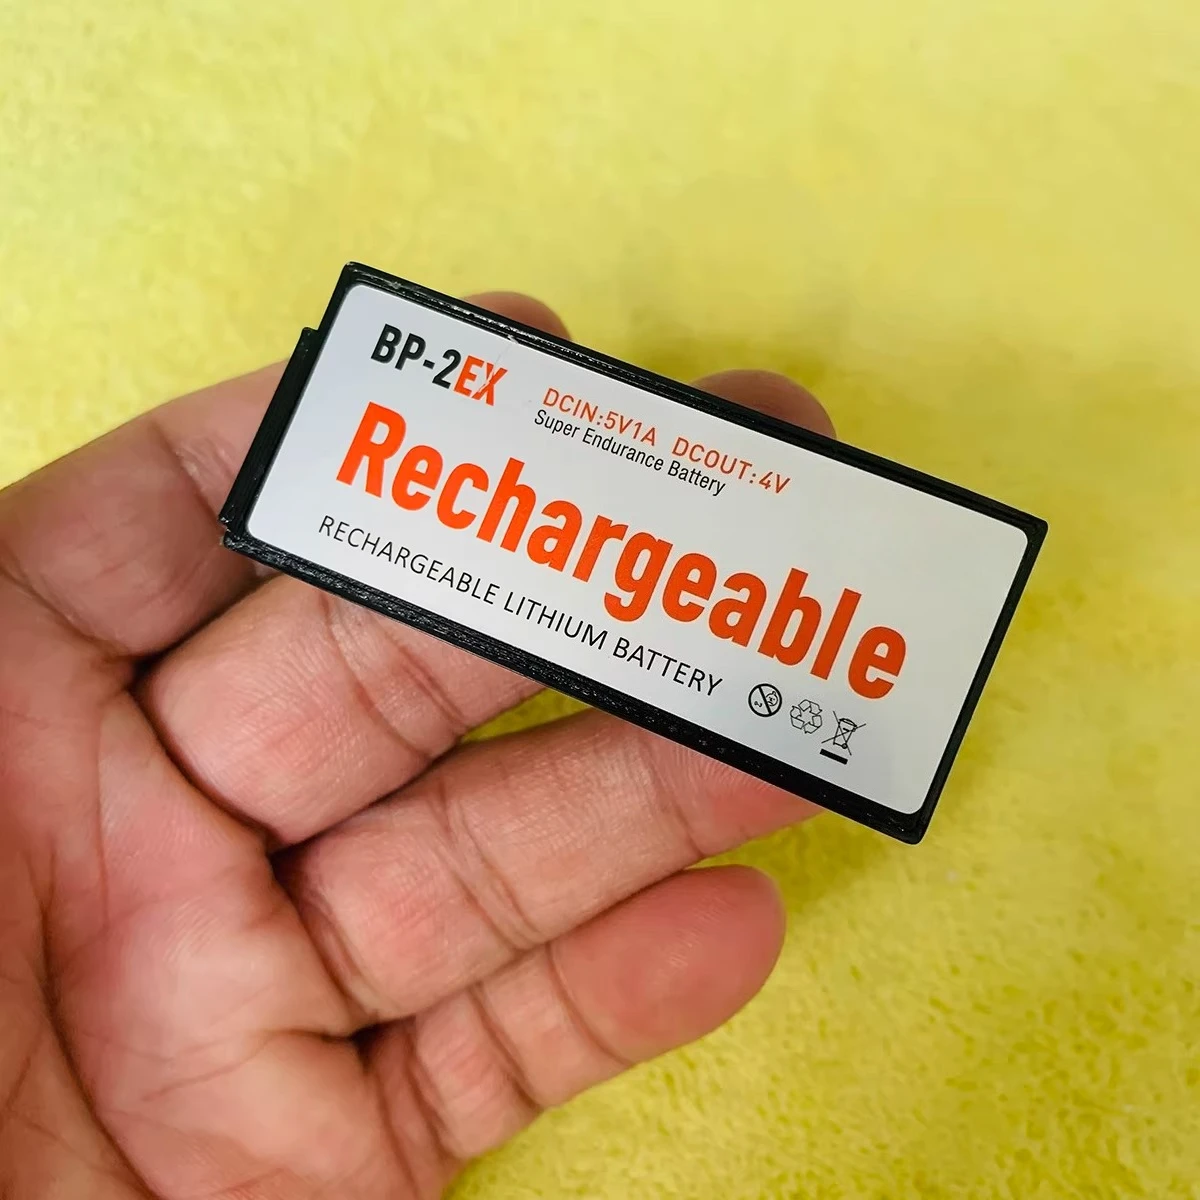 BP-2EX
DCIN:5V1A DCOUT:4V
Super Endurance Battery
Rechargeable
RECHARGEABLE LITHIUM BATTERY